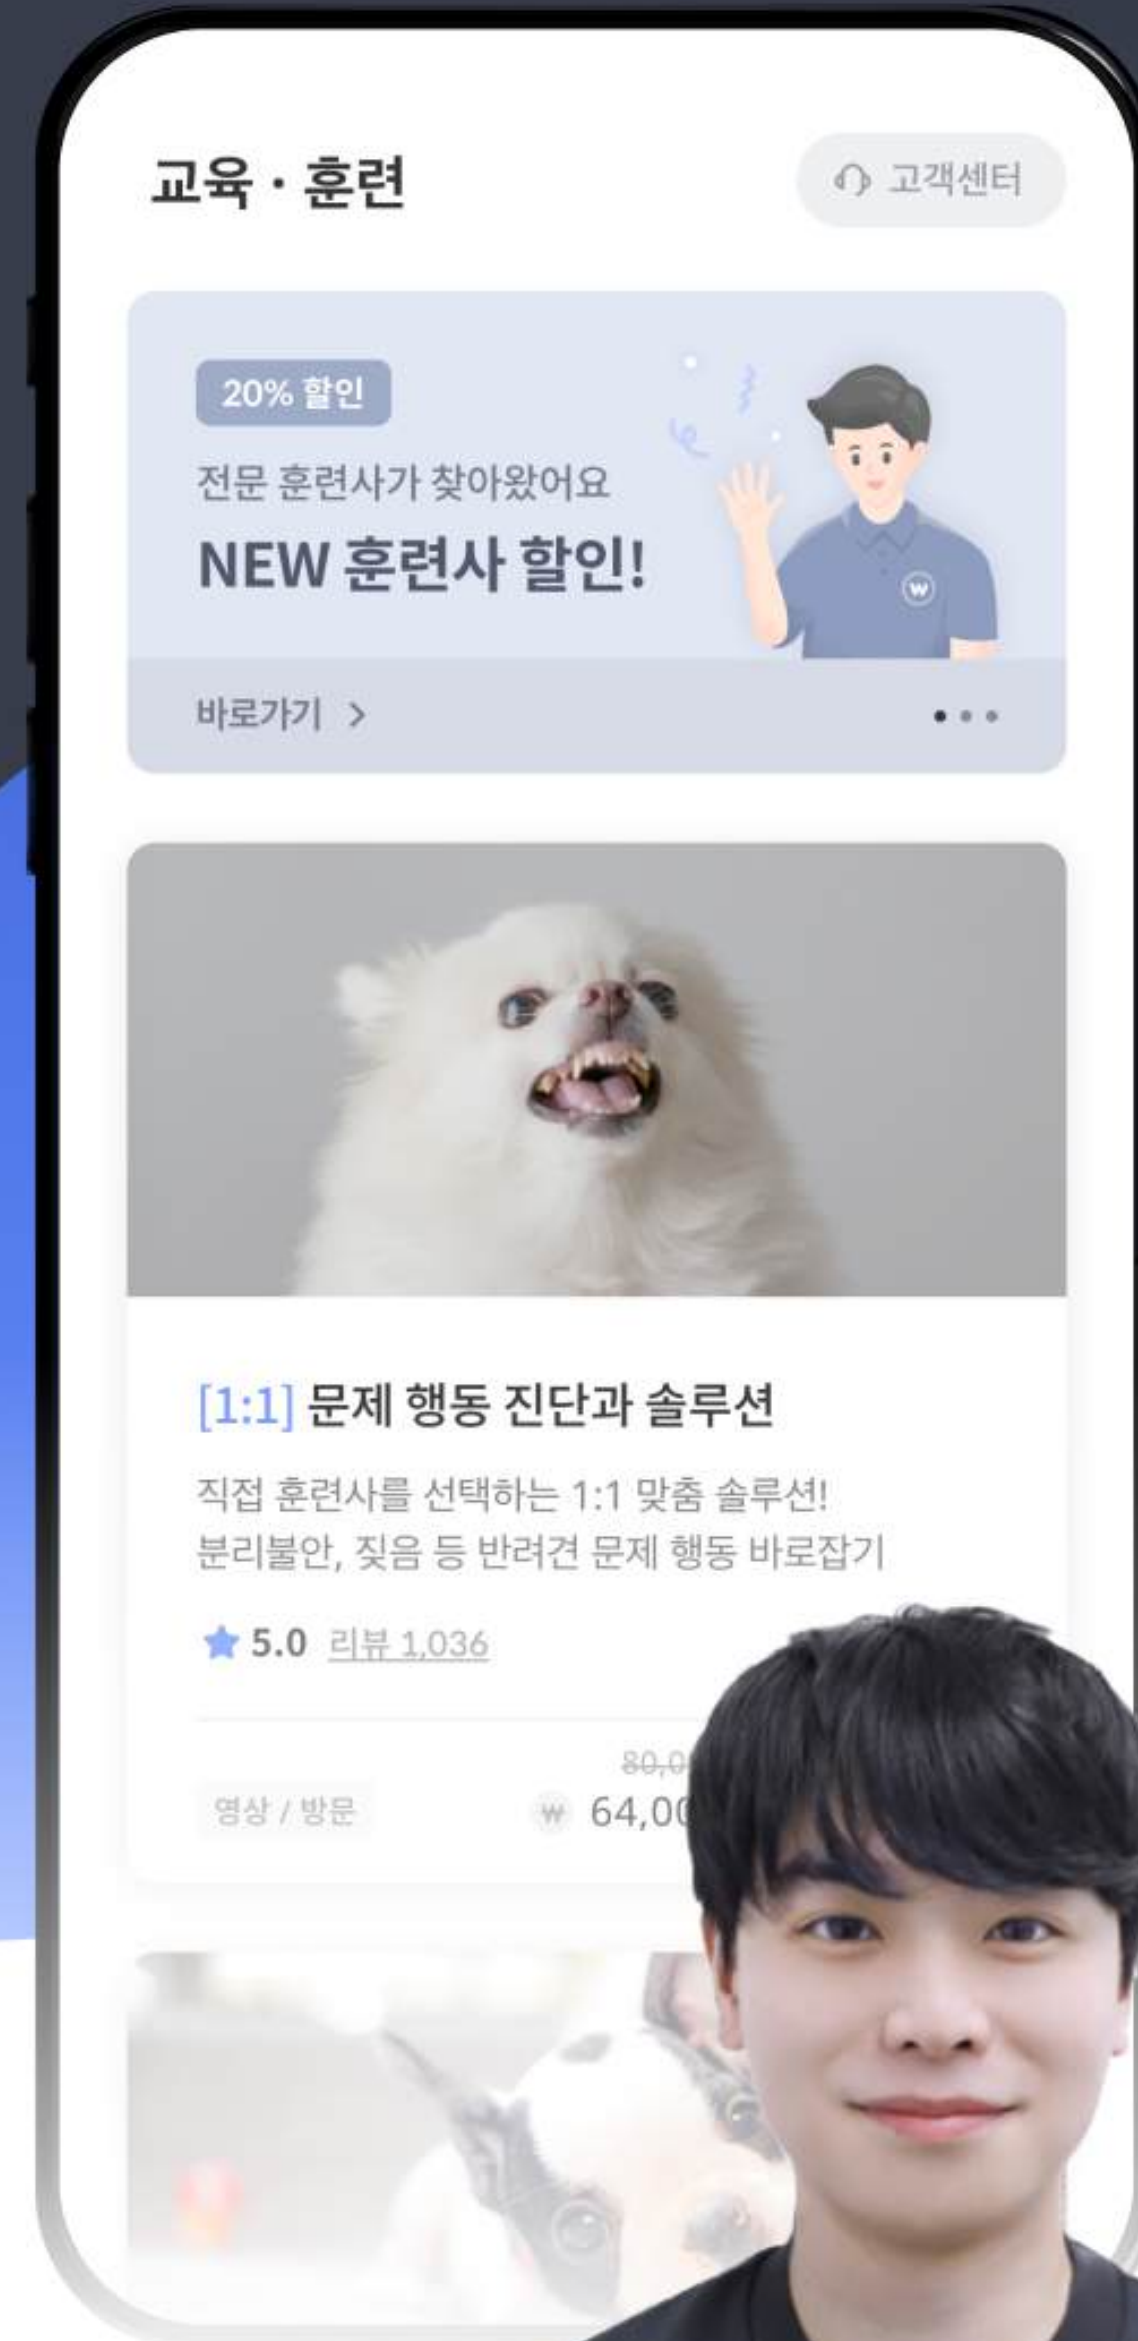 교육 · 훈련
고객센터
20% 할인
전문 훈련사가 찾아왔어요
NEW 훈련사 할인!
W
바로가기 >
[1:1] 문제 행동 진단과 솔루션
직접 훈련사를 선택하는 1:1 맞춤 솔루션!
분리불안, 짖음 등 반려견 문제 행동 바로잡기
5.0 리뷰 1,036
80,0
영상 / 방문
₩ 64,00